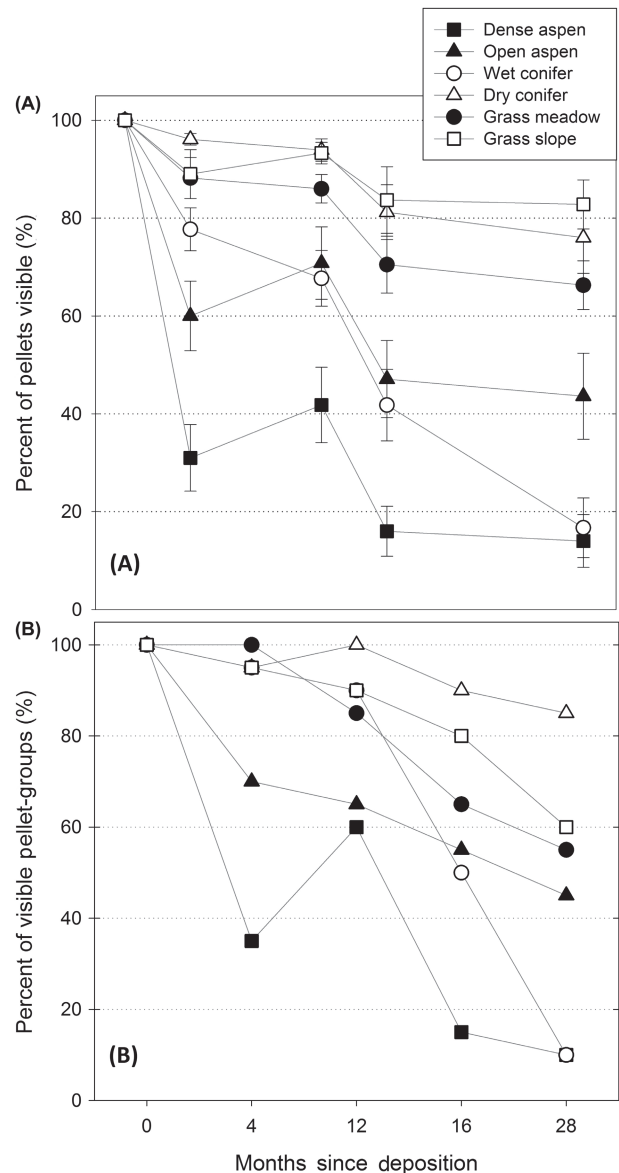 Dense aspen
Open aspen
Wet conifer
Dry conifer
Grass meadow
Grass slope
(A)
100
80
60
40
20
0
Percent of pellets visible (%)
(A)
(B)
100
80
60
40
20
0
Percent of visible pellet-groups (%)
(B)
0 4 12 16 28
Months since deposition